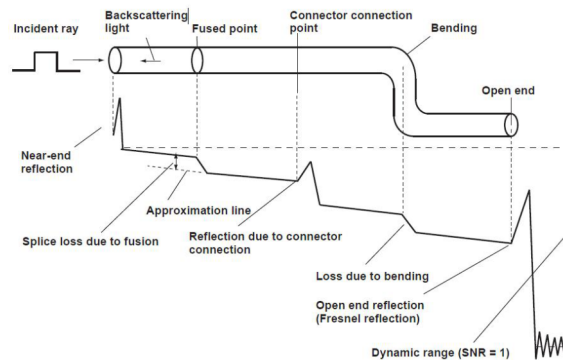 Incident ray
Backscattering
light
Fused point
Connector connection
point
Bending
Open end
Near-end
reflection
Approximation line
Splice loss due to fusion
Reflection due to connector
connection
Loss due to bending
Open end reflection
(Fresnel reflection)
Dynamic range (SNR = 1)